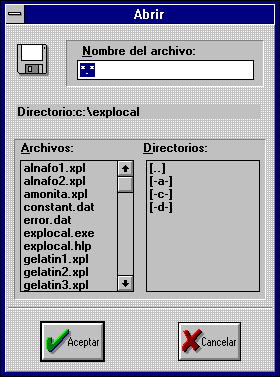 Abrir
Nombre del archivo:
*.*
Directorio:c:\explocal
Archivos:
Directorios:
alnafo1.xpl
alnafo2.xpl
amonita.xpl
constant.dat
error.dat
explocal.exe
explocal.hlp
gelatin1.xpl
gelatin2.xpl
gelatin3.xpl
[..]
[-a-]
[-c-]
[-d-]
Aceptar
Cancelar